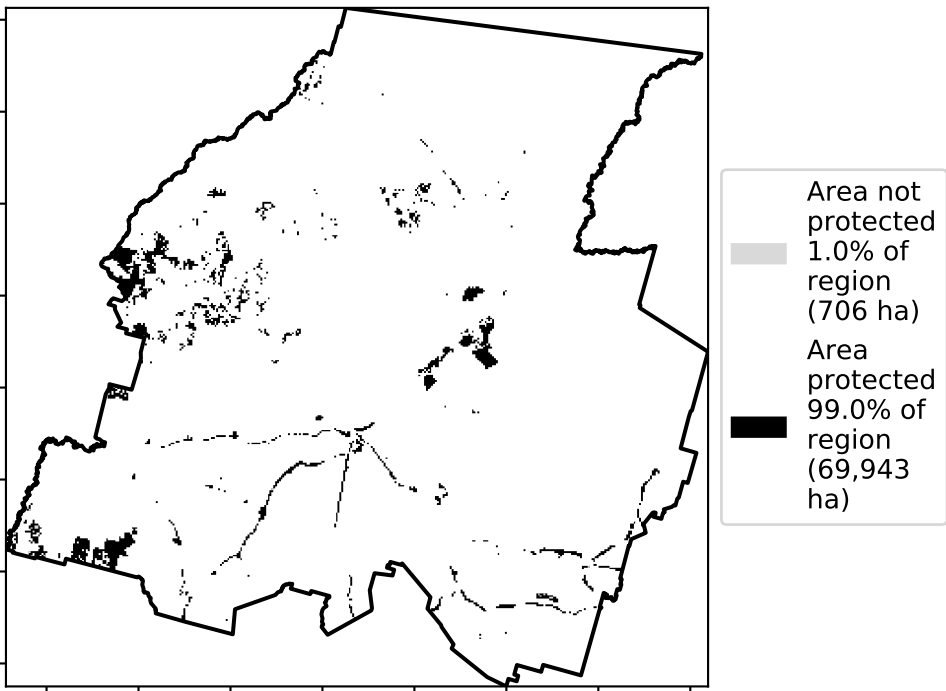 Area not
protected
1.0% of
region
(706 ha)
Area
protected
99.0% of
region
(69,943
ha)